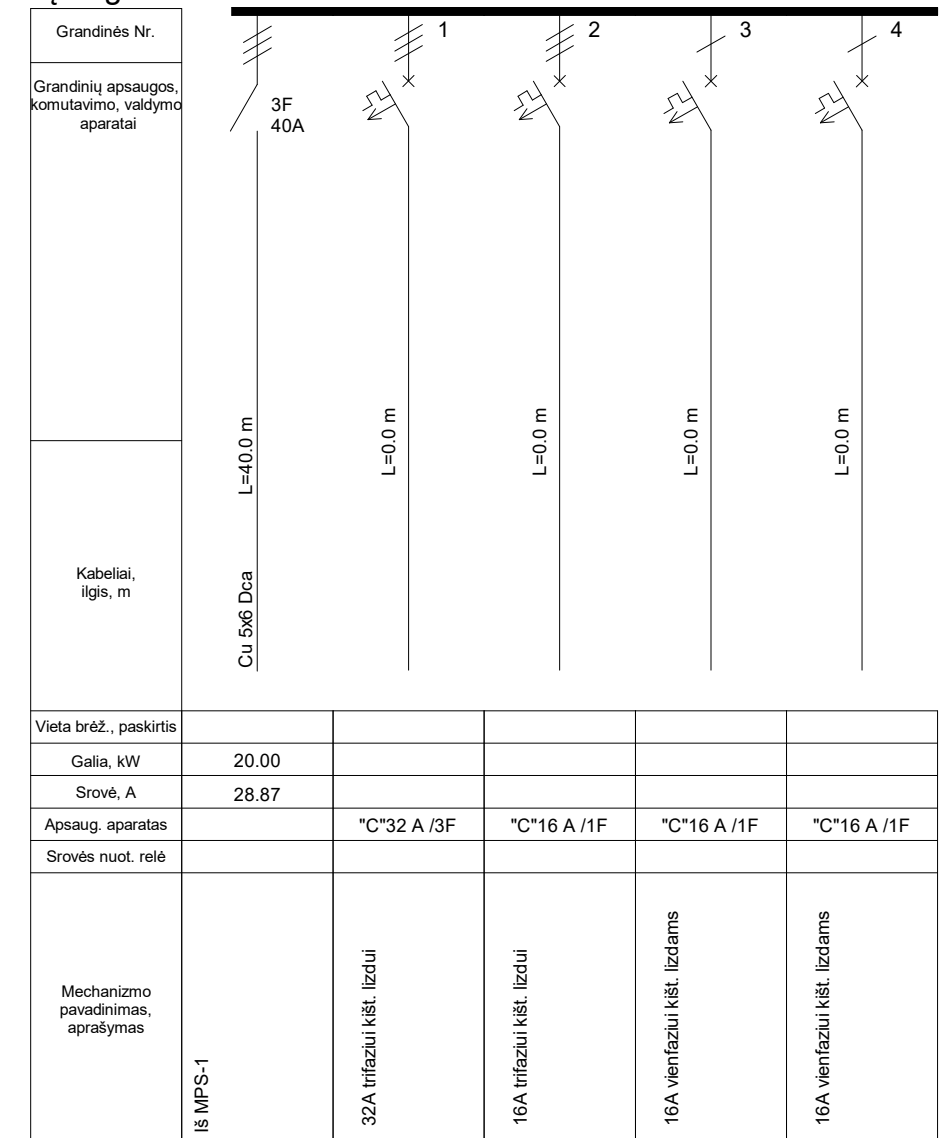 Grandinės Nr.
1
2
3
4
Grandinių apsaugos,
komutavimo, valdymo
aparatai
3F
40A
Kabeliai,
ilgis, m
L=40.0 m
Cu 5x6 Dca
L=0.0 m
L=0.0 m
L=0.0 m
L=0.0 m
Vieta brėž., paskirtis
Galia, kW
20.00
Srovė, A
28.87
Apsaug. aparatas
"C"32 A /3F
"C"16 A /1F
"C"16 A /1F
"C"16 A /1F
Srovės nuot. relė
Mechanizmo
pavadinimas,
aprašymas
Iš MPS-1
32A trifaziui kišt. lizdui
16A trifaziui kišt. lizdui
16A vienfaziui kišt. lizdams
16A vienfaziui kišt. lizdams